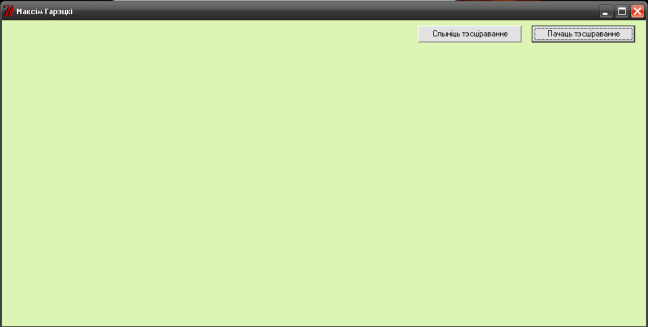 Максім Гарэцкі
Спыніць тэсціраванне
Пачаць тэсціраванне